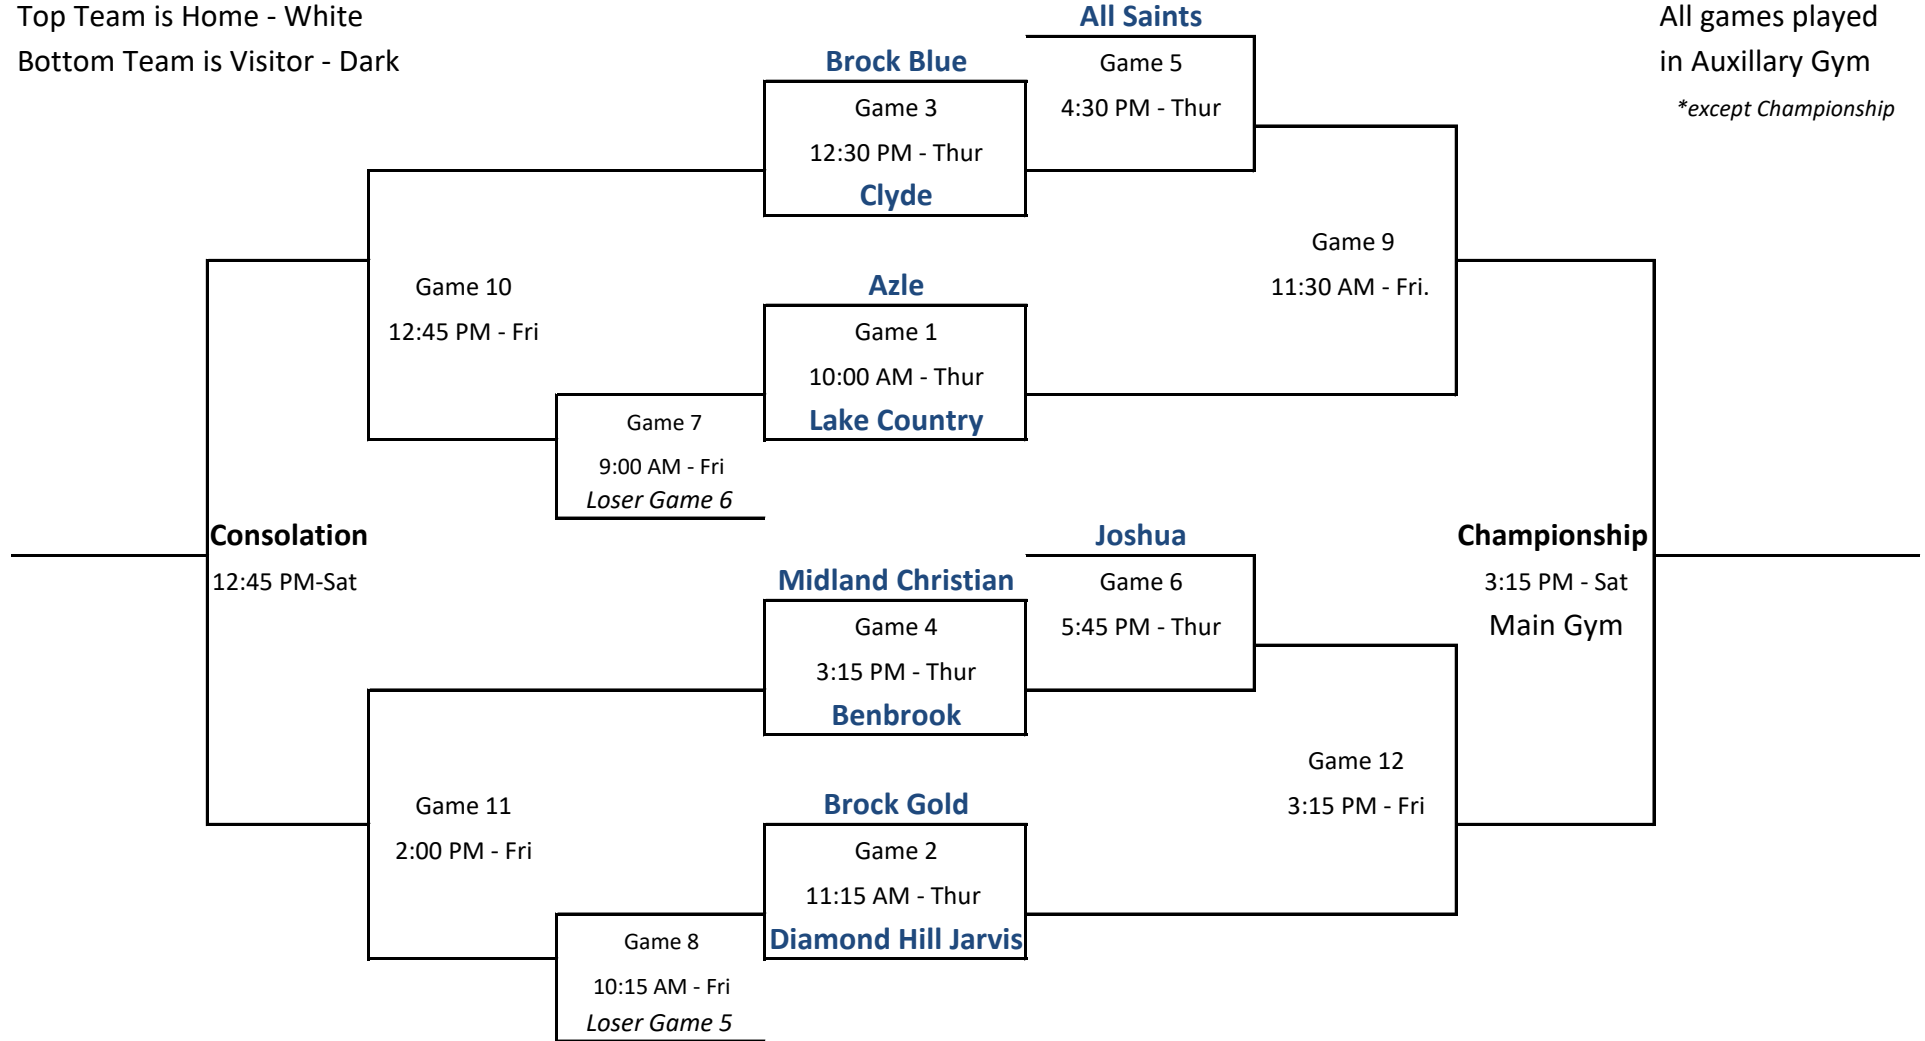 Top Team is Home - White
Bottom Team is Visitor - Dark
All Saints
All games played
in Auxillary Gym
*except Championship
Brock Blue
Game 5
4:30 PM - Thur
Game 3
12:30 PM - Thur
Clyde
Game 9
11:30 AM - Fri.
Game 10
12:45 PM - Fri
Azle
Game 1
10:00 AM - Thur
Lake Country
Game 7
9:00 AM - Fri
Loser Game 6
Consolation
12:45 PM-Sat
Joshua
Game 6
5:45 PM - Thur
Championship
3:15 PM - Sat
Main Gym
Midland Christian
Game 4
3:15 PM - Thur
Benbrook
Game 12
3:15 PM - Fri
Game 11
2:00 PM - Fri
Brock Gold
Game 2
11:15 AM - Thur
Diamond Hill Jarvis
Game 8
10:15 AM - Fri
Loser Game 5